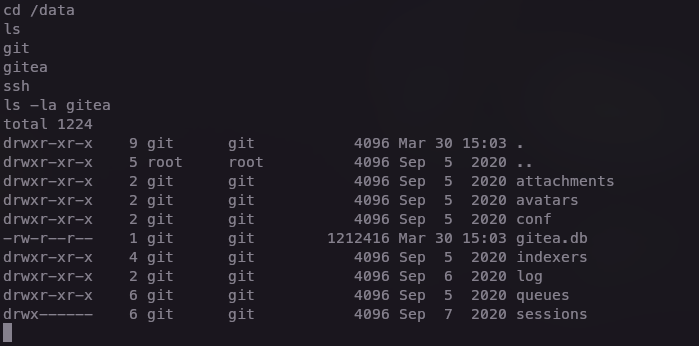 cd /data
ls
git
gitea
ssh
ls -la gitea
total 1224
drwxr-xr-x    9 git      git           4096 Mar 30 15:03 .
drwxr-xr-x    5 root     root          4096 Sep  5  2020 ..
drwxr-xr-x    2 git      git           4096 Sep  5  2020 attachments
drwxr-xr-x    2 git      git           4096 Sep  5  2020 avatars
drwxr-xr-x    2 git      git           4096 Sep  5  2020 conf
-rw-r--r--    1 git      git        1212416 Mar 30 15:03 gitea.db
drwxr-xr-x    4 git      git           4096 Sep  5  2020 indexers
drwxr-xr-x    2 git      git           4096 Sep  6  2020 log
drwxr-xr-x    6 git      git           4096 Sep  5  2020 queues
drwx------    6 git      git           4096 Sep  7  2020 sessions